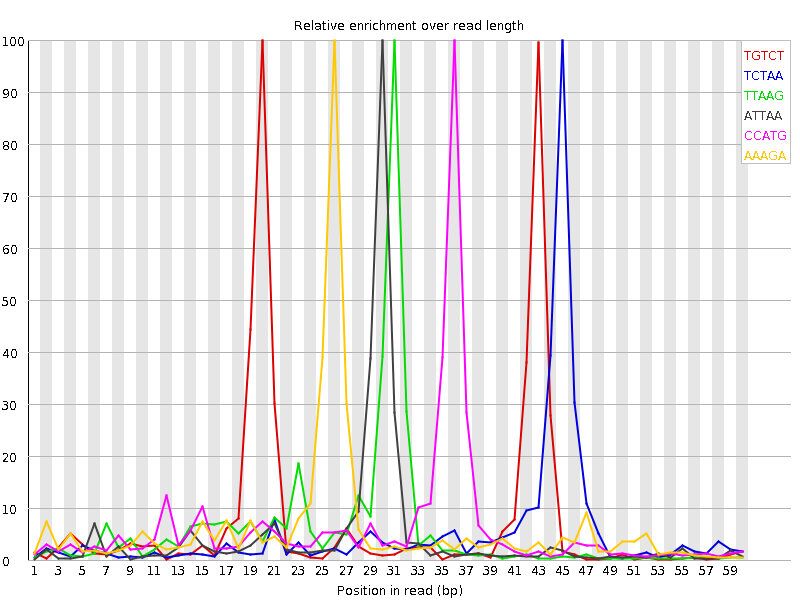 Relative enrichment over read length
100
90
80
70
60
50
40
30
20
10
0
TGTCT
TCTAA
TTAAG
ATTAA
CCATG
AAAGA
1 3 5 7 9 11 13 15 17 19 21 23 25 27 29 31 33 35 37 39 41 43 45 47 49 51 53 55 57 59
Position in read (bp)